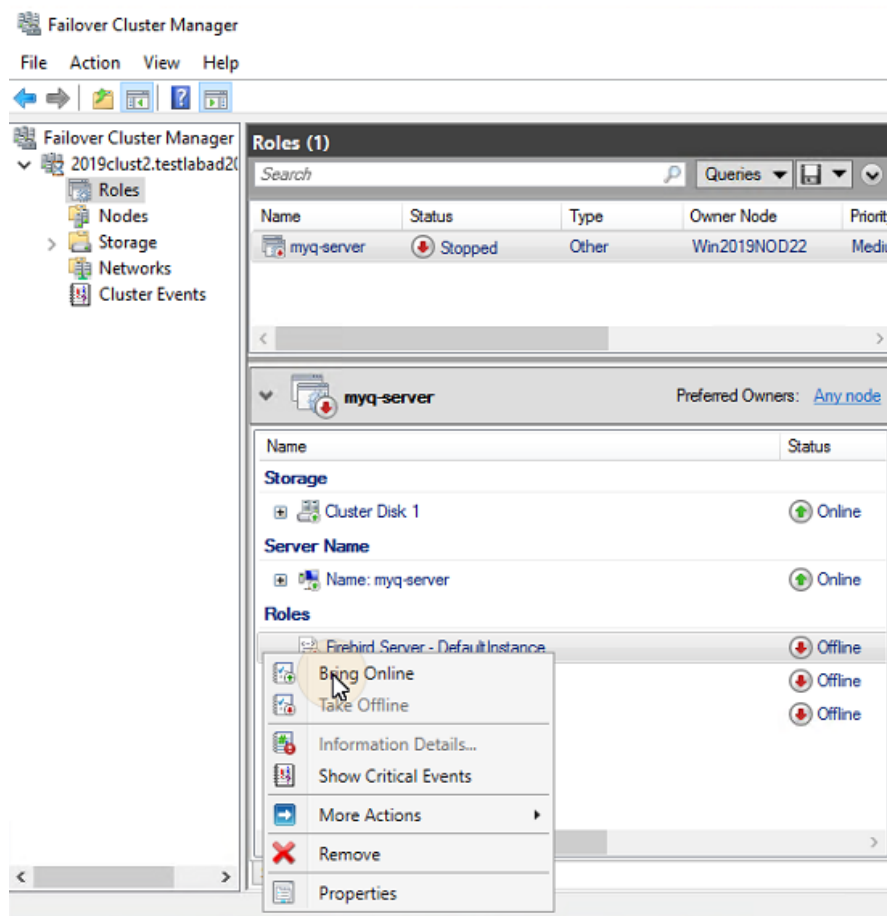 Failover Cluster Manager
File Action View Help
Failover Cluster Manager
2019clust2.testlabad20
Roles
Nodes
Storage
Networks
Cluster Events
Roles (1)
Search
Queries
Name Status Type Owner Node Priorit
myq-server Stopped Other Win2019NOD22 Mediu
myq-server Preferred Owners: Any node
Name Status
Storage
Cluster Disk 1 Online
Server Name
Name: myq-server Online
Roles
Firebird Server - DefaultInstance Offline
Offline
Offline
Bring Online
Take Offline
Information Details...
Show Critical Events
More Actions
Remove
Properties